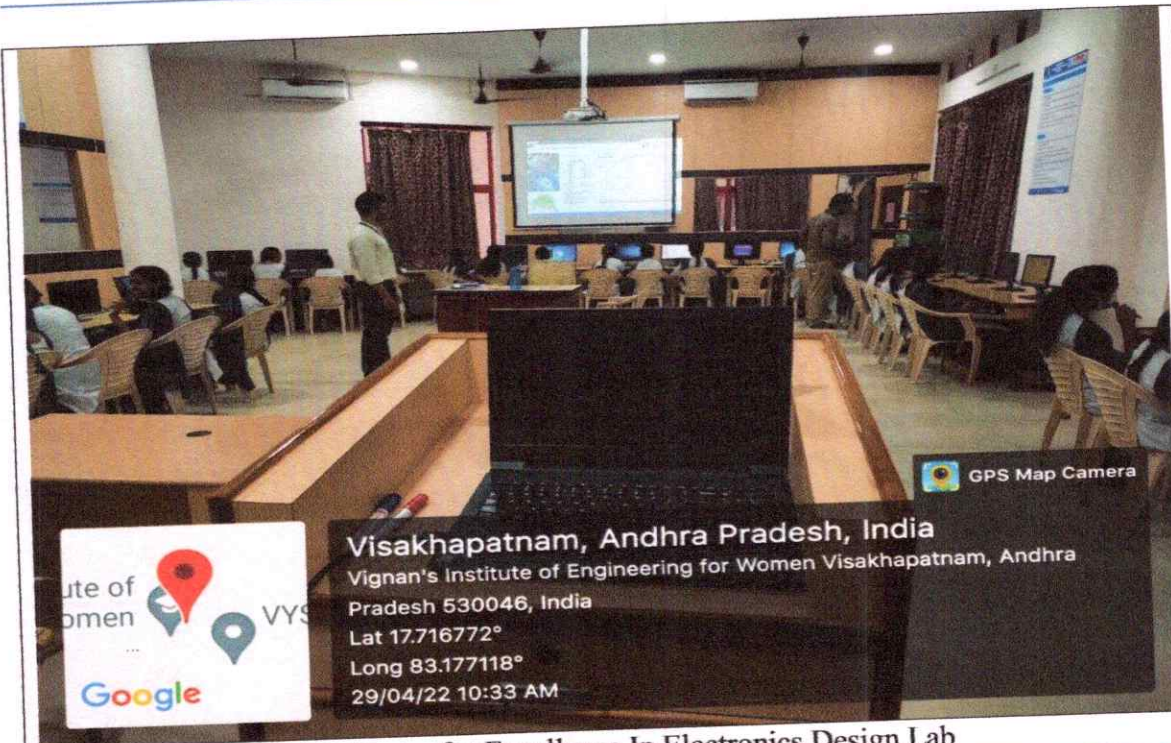 GPS Map Camera
Visakhapatnam, Andhra Pradesh, India
Vignan's Institute of Engineering for Women Visakhapatnam, Andhra
Pradesh 530046, India
Lat 17.716772°
Long 83.177118°
29/04/22 10:33 AM
ute of
omen
VYS
...
Google
Excellence In Electronics Design Lab